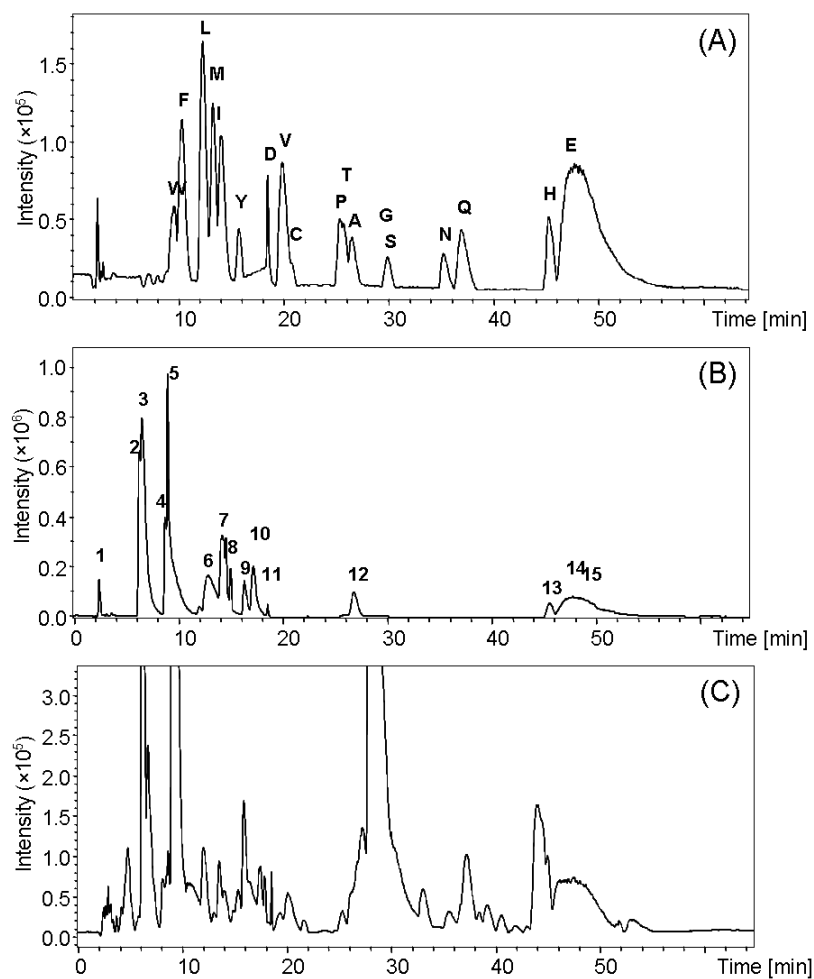 (A)
Intensity (×10⁵)
1.5
1.0
0.5
0.0
W
F
L
M
I
Y
D
V
C
P
T
A
G
S
N
Q
H
E
10 20 30 40 50 Time [min]
(B)
Intensity (×10⁶)
1.0
0.8
0.6
0.4
0.2
0.0
1
2
3
4
5
6
7
8
9
10
11
12
13
14
15
0 10 20 30 40 50 Time [min]
(C)
Intensity (×10⁵)
3.0
2.5
2.0
1.5
1.0
0.5
0.0
0 10 20 30 40 50 Time [min]